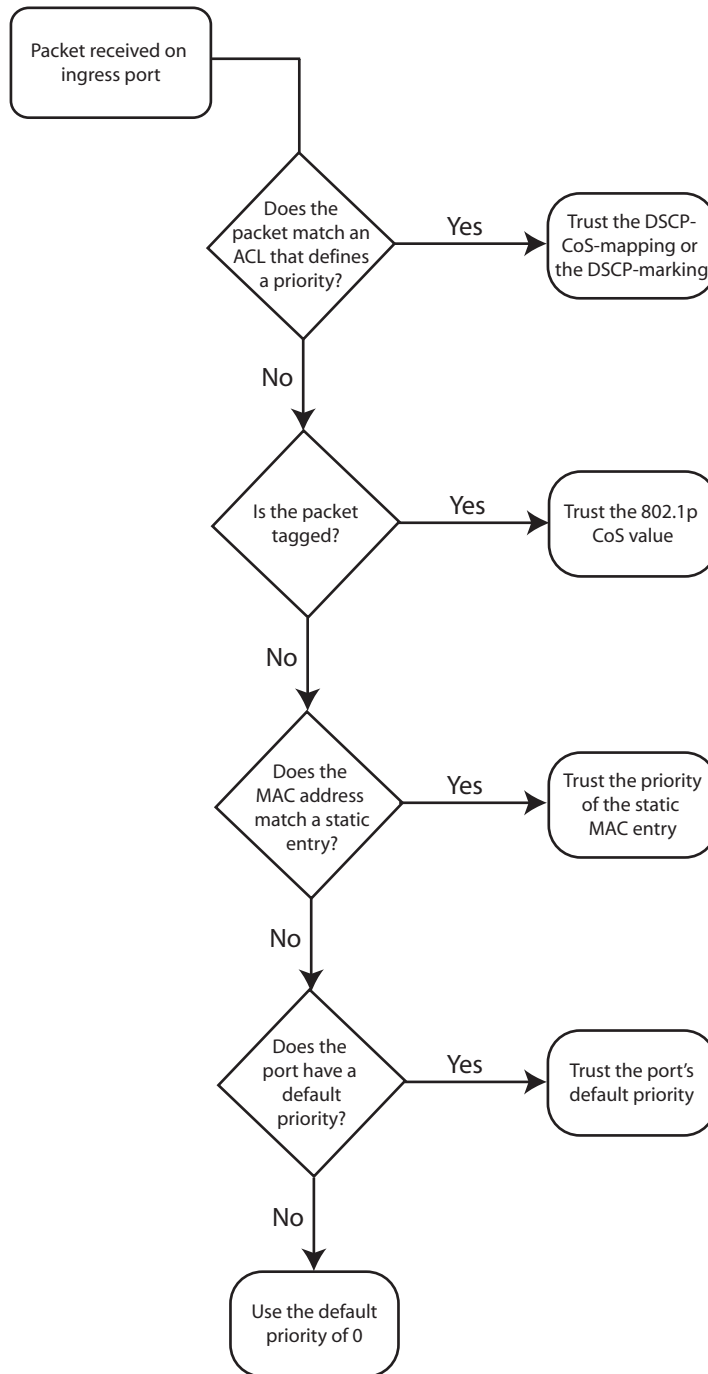 Packet received on
ingress port
Does the
packet match an
ACL that defines
a priority?
Yes
Trust the DSCP-
CoS-mapping or
the DSCP-marking
No
Is the packet
tagged?
Yes
Trust the 802.1p
CoS value
No
Does the
MAC address
match a static
entry?
Yes
Trust the priority
of the static
MAC entry
No
Does the
port have a
default
priority?
Yes
Trust the port’s
default priority
No
Use the default
priority of 0